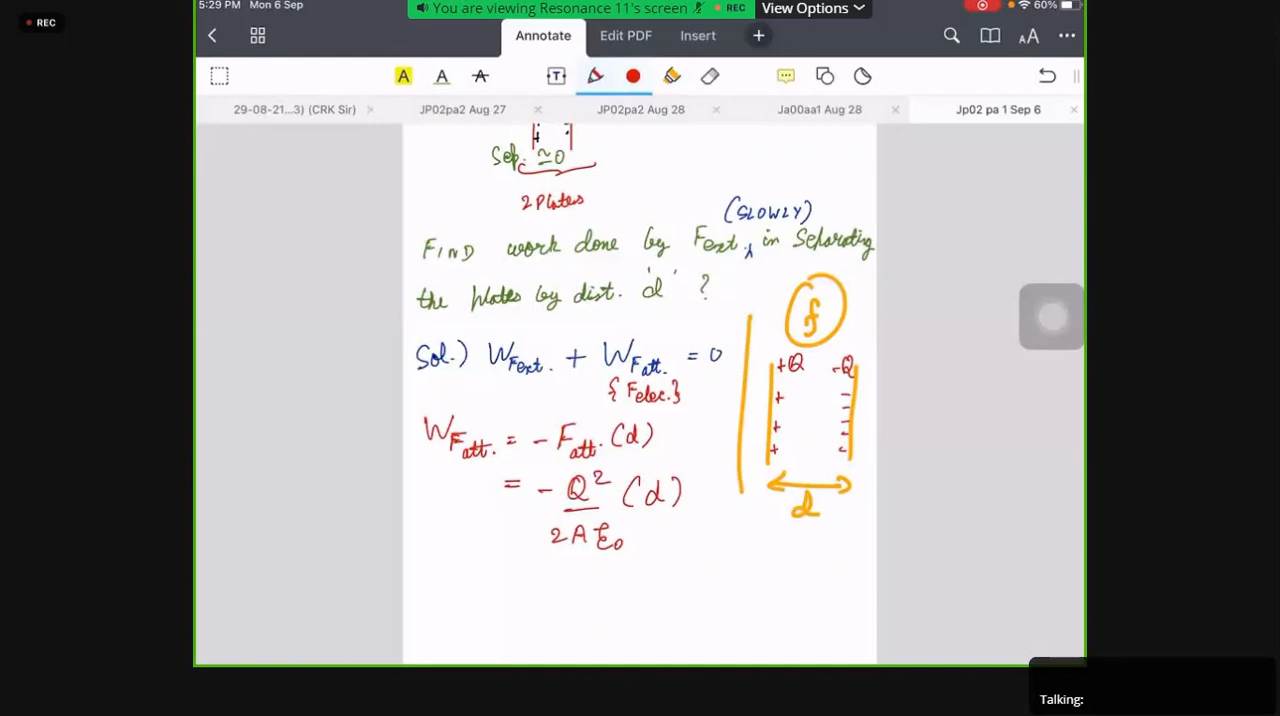 REC
5:29 PM Mon 6 Sep
You are viewing Resonance 11's screen REC
View Options
60%
Annotate Edit PDF Insert +
AA
A A A T
29-08-21...3) (CRK Sir) × JP02pa2 Aug 27 × JP02pa2 Aug 28 × Ja00aa1 Aug 28 × Jp02 pa 1 Sep 6 ×
Sep. ≃0
2 Plates
(SLOWLY)
FIND work done by Fext. in Separating
the plates by dist. 'd' ?
f
Sol.) WFext. + WFatt. = 0
{Felec.}
+Q -Q
WFatt. = - Fatt. (d)
= - Q² (d)
2Aε₀
d
Talking: